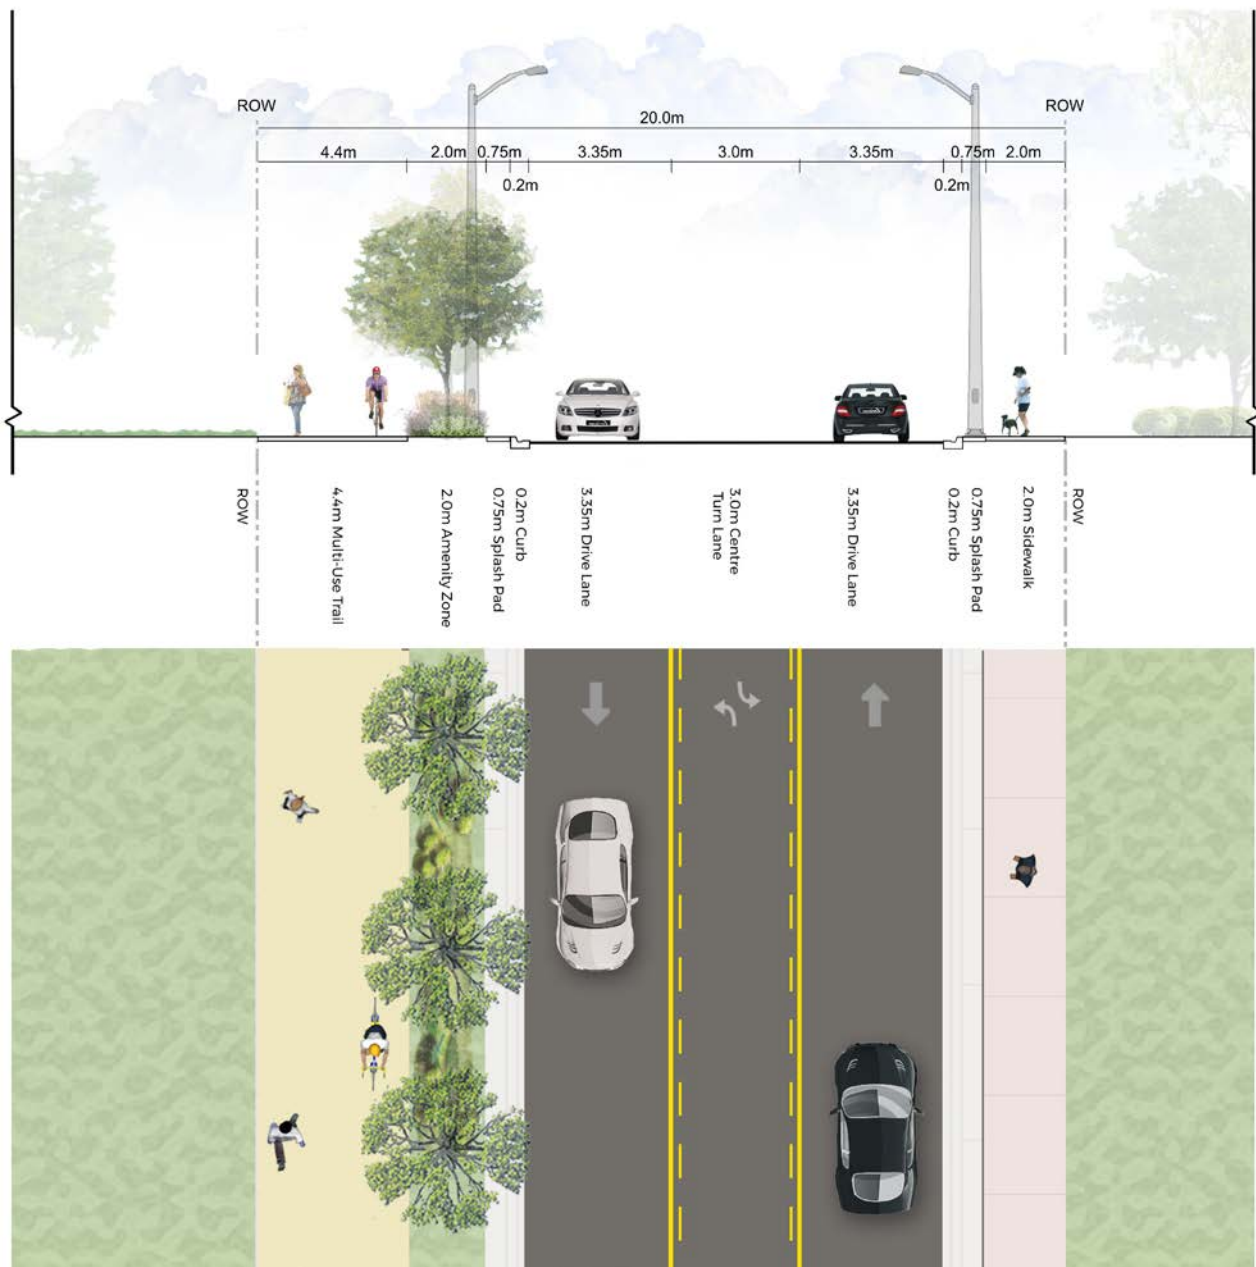 ROW
ROW
20.0m
4.4m
2.0m
0.75m
3.35m
3.0m
3.35m
0.75m
2.0m
0.2m
0.2m
ROW
4.4m Multi-Use Trail
2.0m Amenity Zone
0.75m Splash Pad
0.2m Curb
3.35m Drive Lane
3.0m Centre
Turn Lane
3.35m Drive Lane
0.2m Curb
0.75m Splash Pad
2.0m Sidewalk
ROW